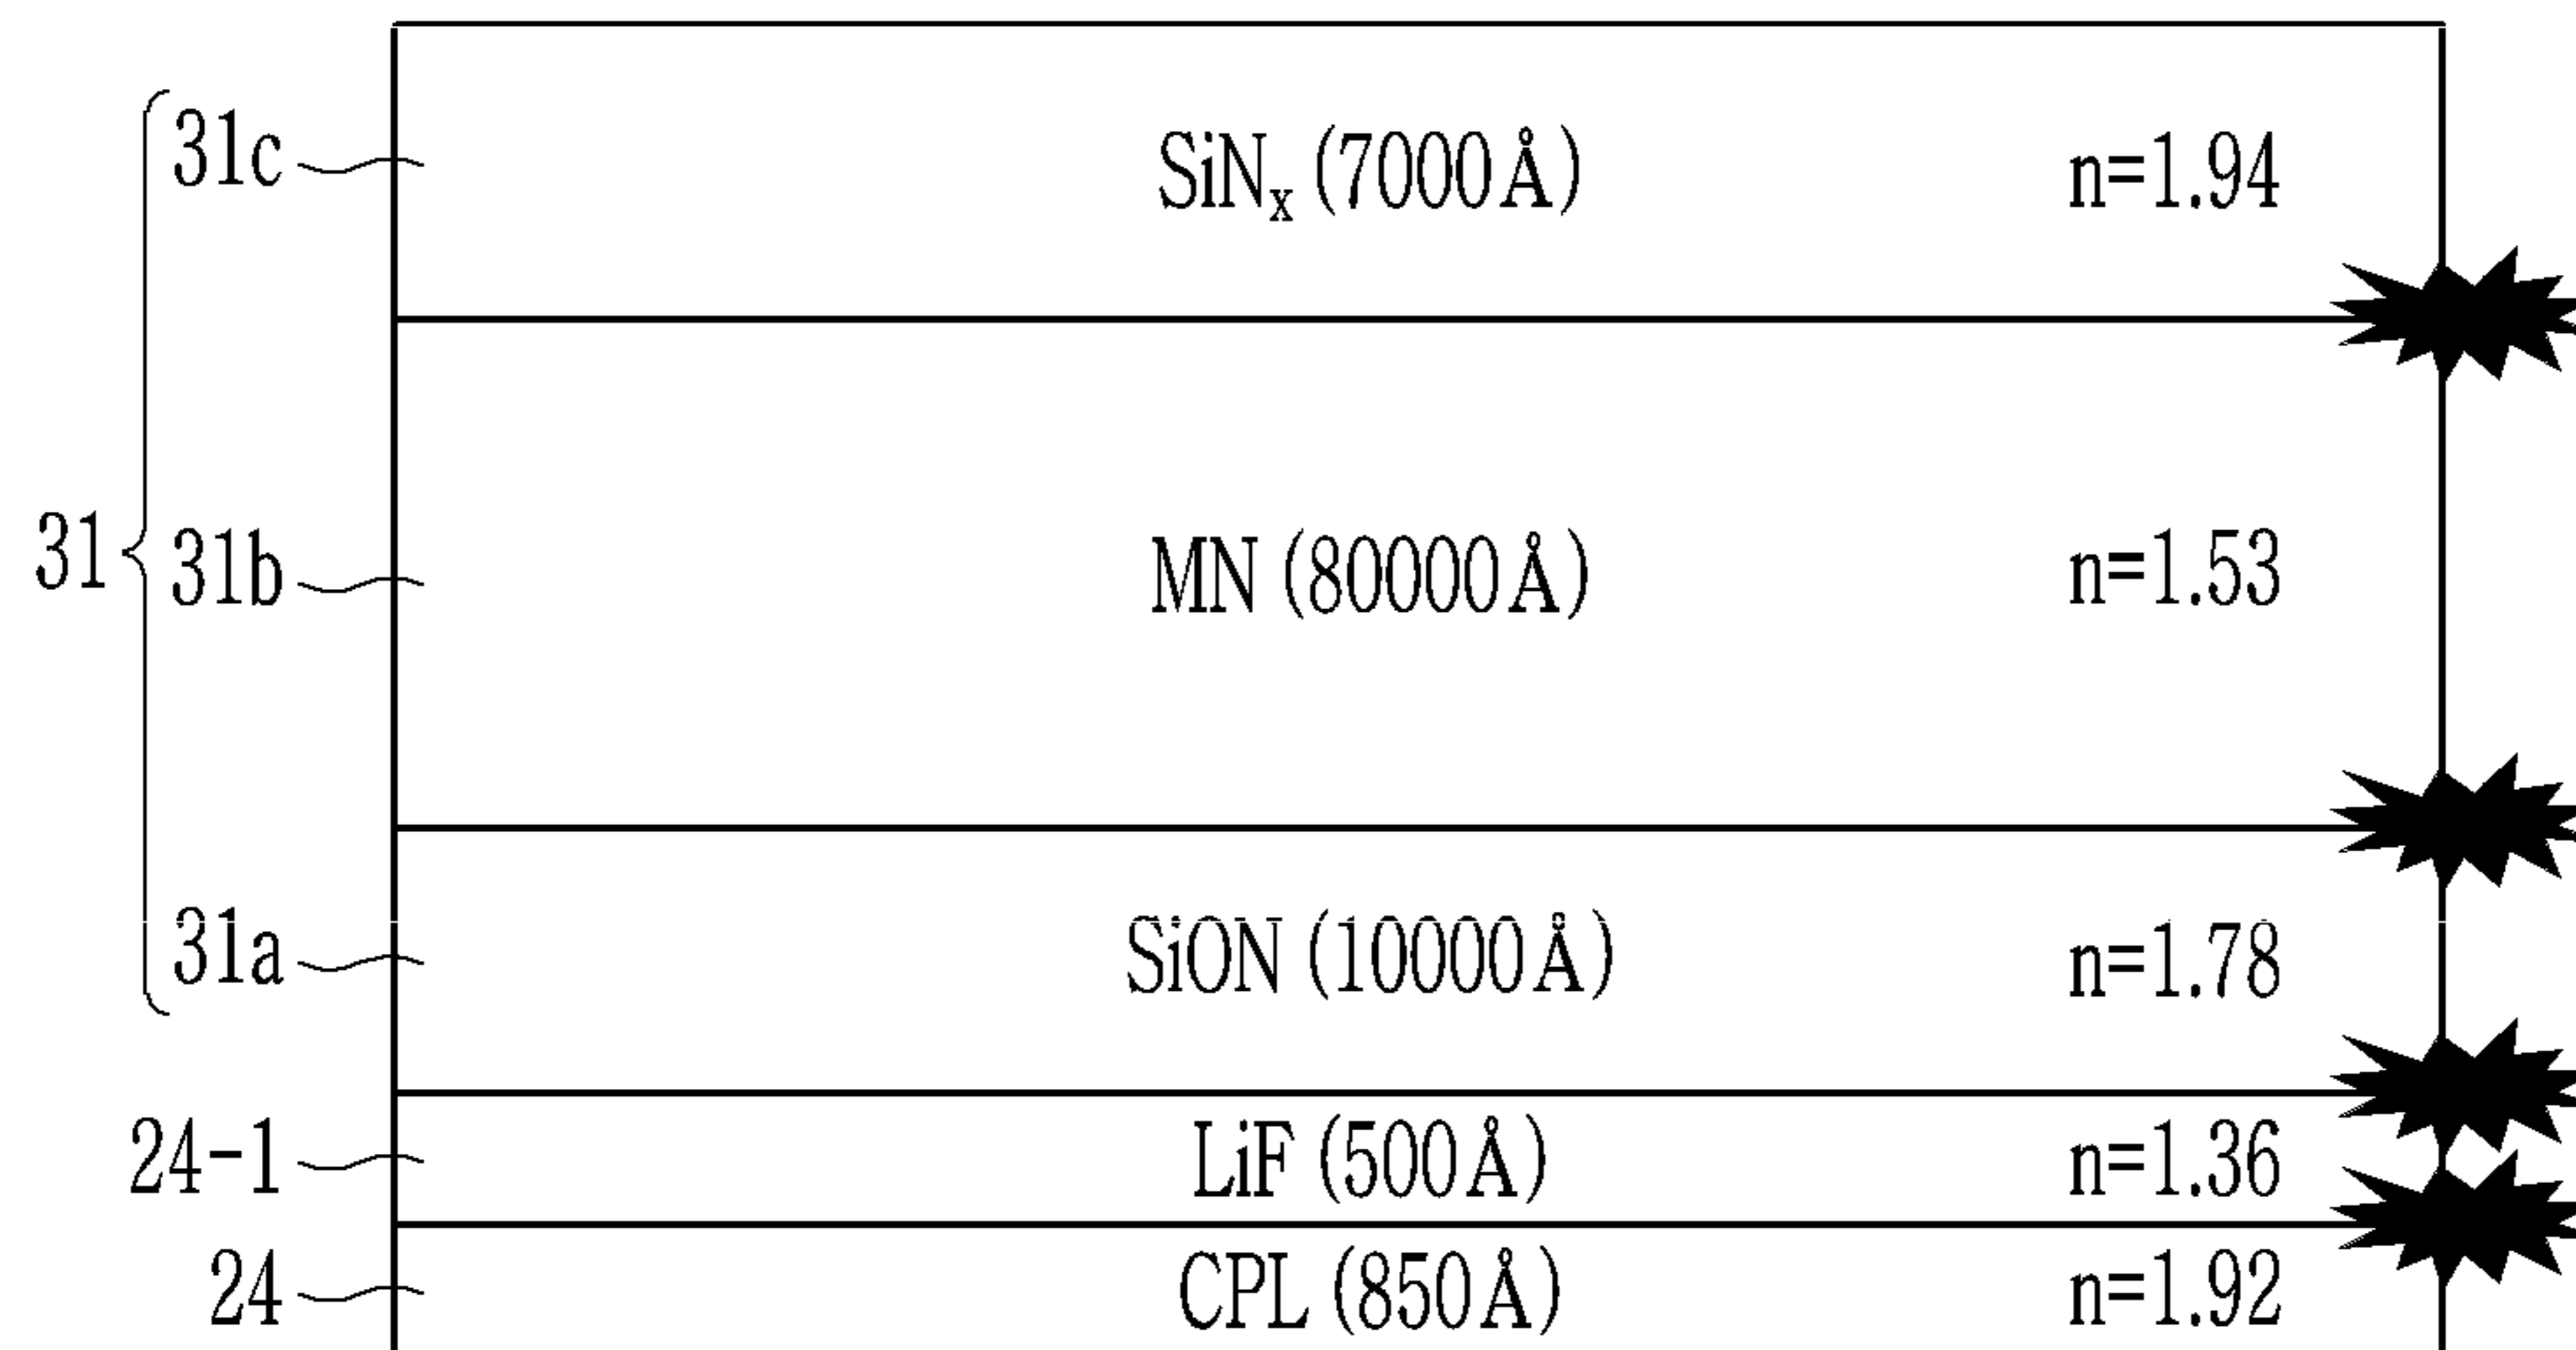 31c SiNx (7000Å) n=1.94
31 31b MN (80000Å) n=1.53
31a SiON (10000Å) n=1.78
24-1 LiF (500Å) n=1.36
24 CPL (850Å) n=1.92